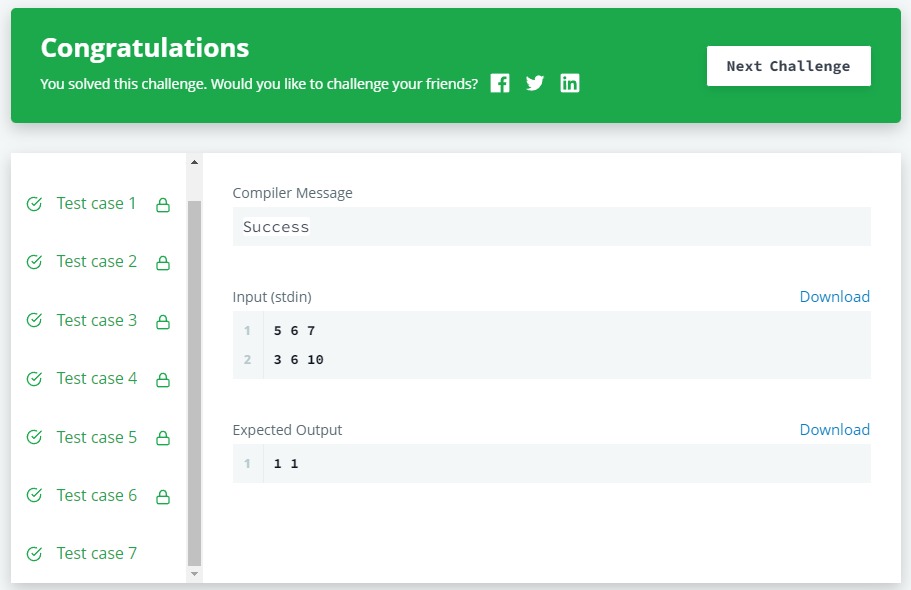 Congratulations
You solved this challenge. Would you like to challenge your friends?
Next Challenge
Test case 1
Test case 2
Test case 3
Test case 4
Test case 5
Test case 6
Test case 7
Compiler Message
Success
Input (stdin)
Download
1 5 6 7
2 3 6 10
Expected Output
Download
1 1 1